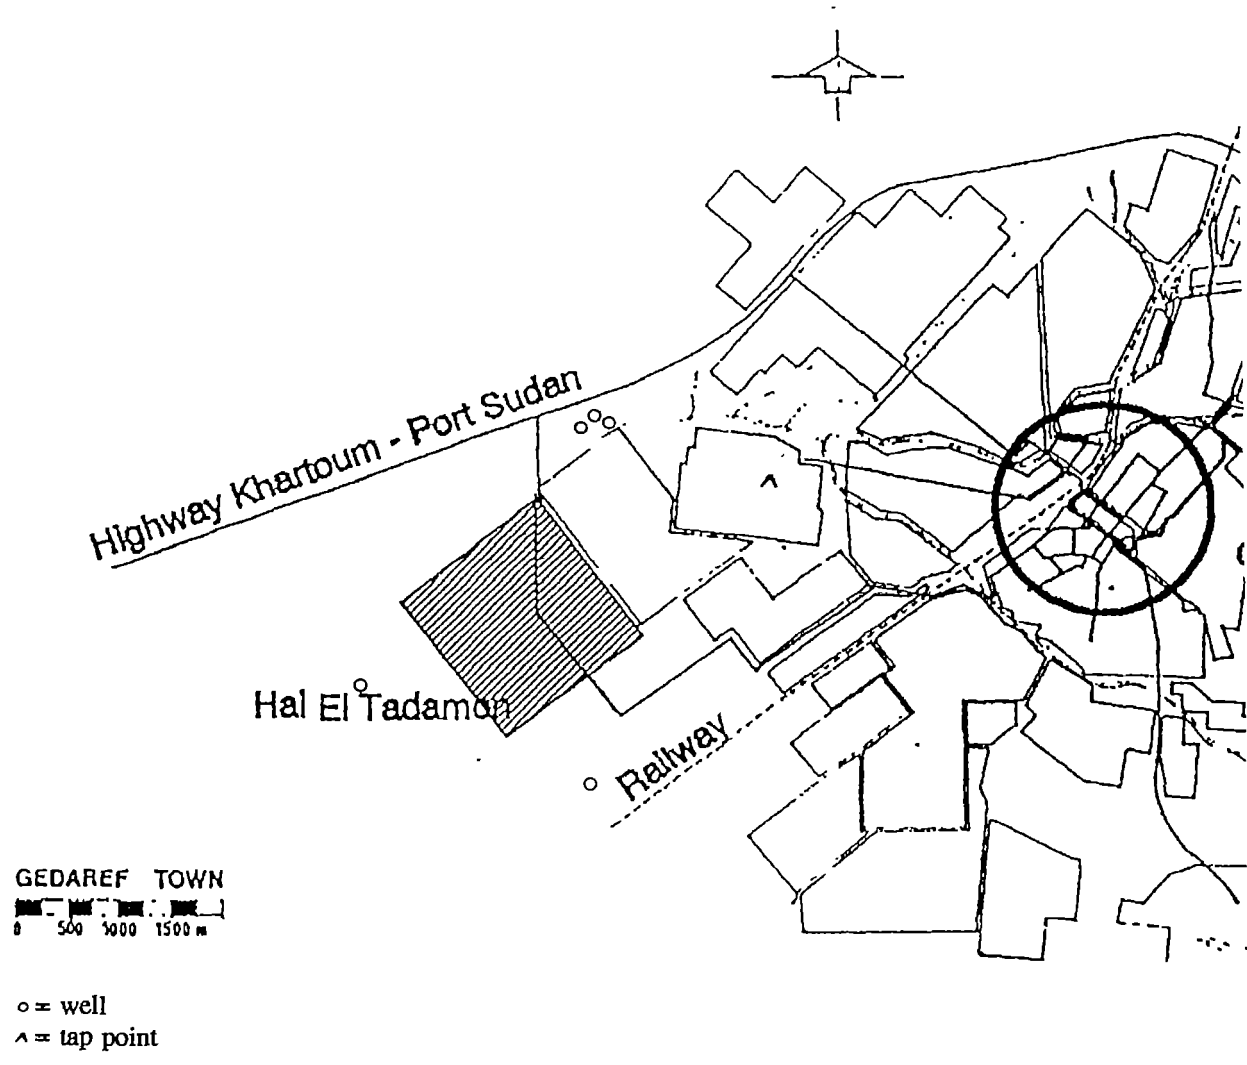 Highway Khartoum - Port Sudan
Hal El Tadamon
Railway
GEDAREF TOWN
0 500 1000 1500 m
o = well
^ = tap point